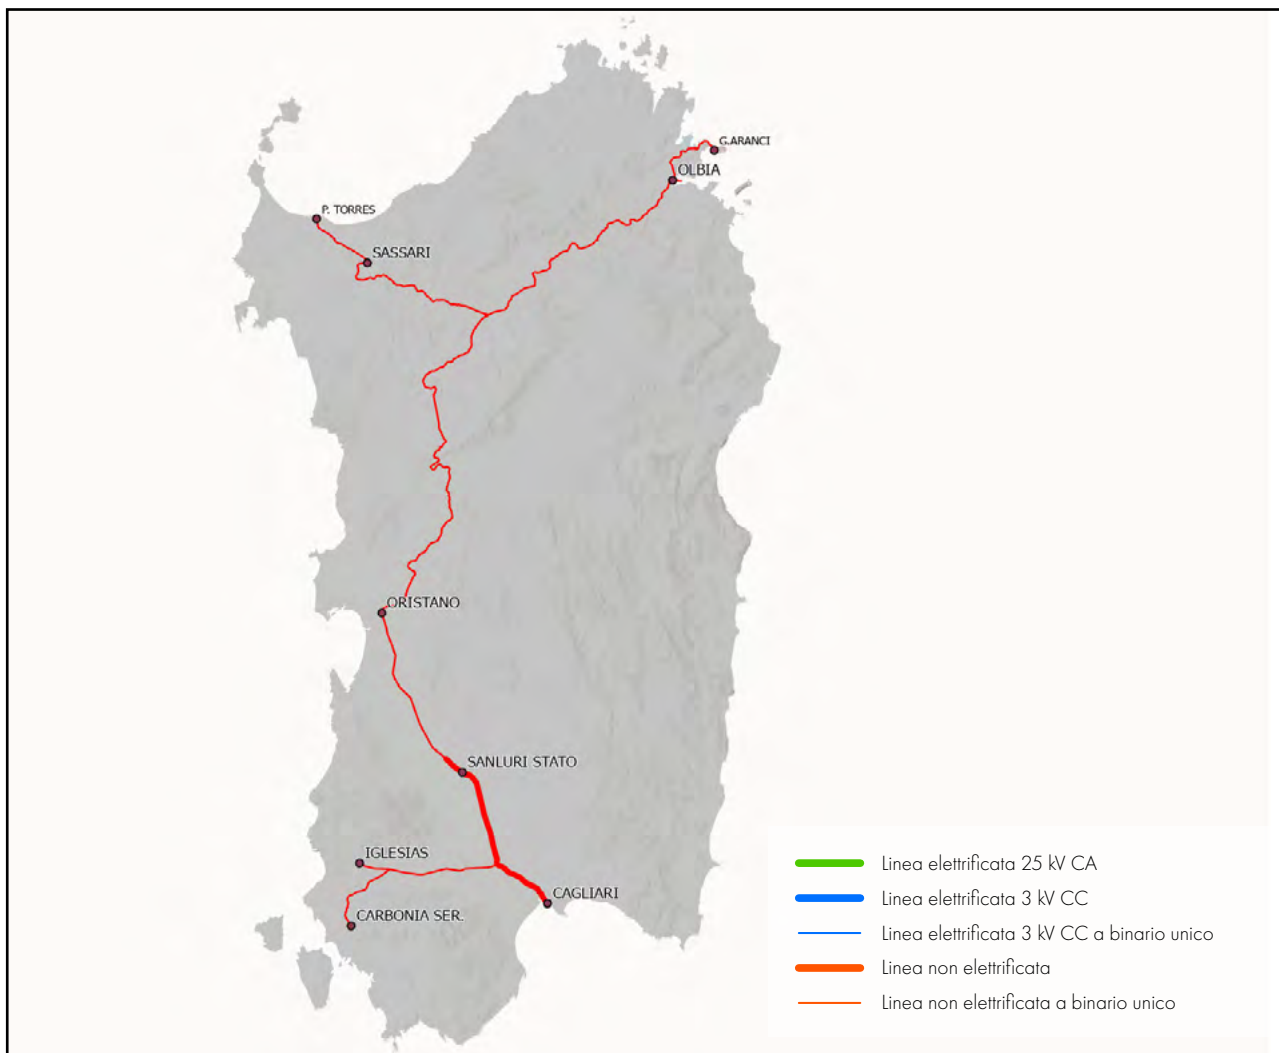 G.ARANCI
OLBIA
P. TORRES
SASSARI
ORISTANO
SANLURI STATO
IGLESIAS
CAGLIARI
CARBONIA SER.
Linea elettrificata 25 kV CA
Linea elettrificata 3 kV CC
Linea elettrificata 3 kV CC a binario unico
Linea non elettrificata
Linea non elettrificata a binario unico